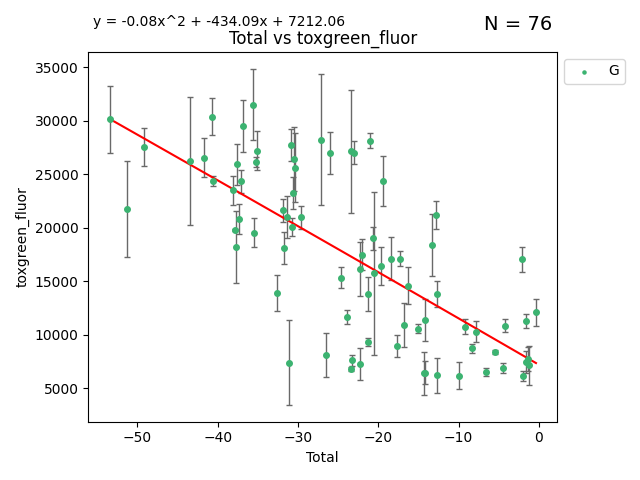 y = -0.08x^2 + -434.09x + 7212.06
N = 76
Total vs toxgreen_fluor
G
35000
30000
25000
20000
15000
10000
5000
toxgreen_fluor
−50
−40
−30
−20
−10
0
Total